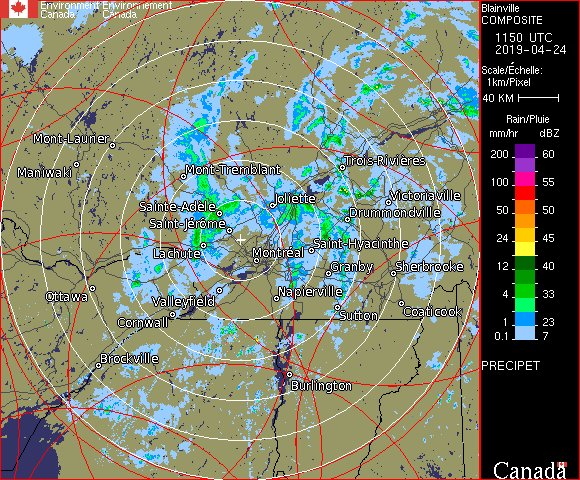 Environment Environnement
Canada Canada
Blainville
COMPOSITE
1150 UTC
2019-04-24
Scale/Échelle:
1km/Pixel
40 KM
Rain/Pluie
mm/hr dBZ
200 60
100 55
50 50
24 45
12 40
4 33
1 23
0.1 7
PRECIPET
Canada
Mont-Laurier
Maniwaki
Mont-Tremblant
Trois-Rivières
Sainte-Adele
Joliette
Victoriaville
Drummondville
Saint-Jérôme
Lachute
Montréal
Saint-Hyacinthe
Granby
Sherbrooke
Ottawa
Valleyfield
Napierville
Cornwall
Sutton
Coaticook
Brockville
Burlington